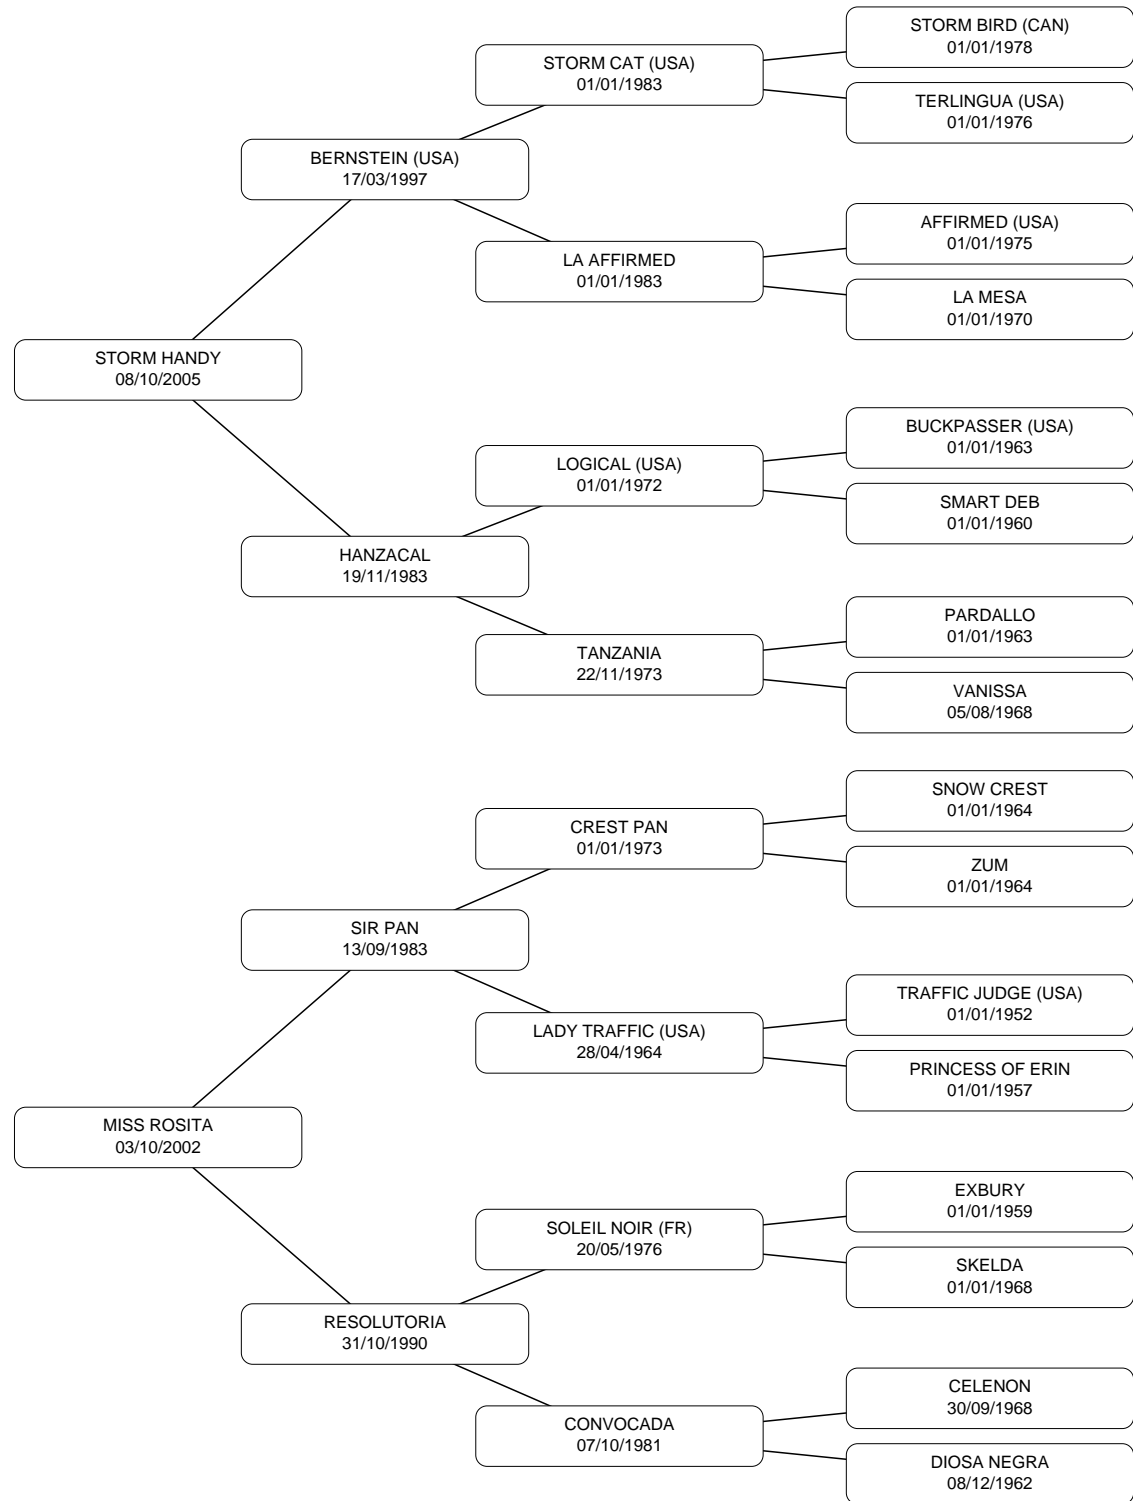 STORM BIRD (CAN)
01/01/1978
STORM CAT (USA)
01/01/1983
TERLINGUA (USA)
01/01/1976
BERNSTEIN (USA)
17/03/1997
AFFIRMED (USA)
01/01/1975
LA AFFIRMED
01/01/1983
LA MESA
01/01/1970
STORM HANDY
08/10/2005
BUCKPASSER (USA)
01/01/1963
LOGICAL (USA)
01/01/1972
SMART DEB
01/01/1960
HANZACAL
19/11/1983
PARDALLO
01/01/1963
TANZANIA
22/11/1973
VANISSA
05/08/1968
SNOW CREST
01/01/1964
CREST PAN
01/01/1973
ZUM
01/01/1964
SIR PAN
13/09/1983
TRAFFIC JUDGE (USA)
01/01/1952
LADY TRAFFIC (USA)
28/04/1964
PRINCESS OF ERIN
01/01/1957
MISS ROSITA
03/10/2002
EXBURY
01/01/1959
SOLEIL NOIR (FR)
20/05/1976
SKELDA
01/01/1968
RESOLUTORIA
31/10/1990
CELENON
30/09/1968
CONVOCADA
07/10/1981
DIOSA NEGRA
08/12/1962